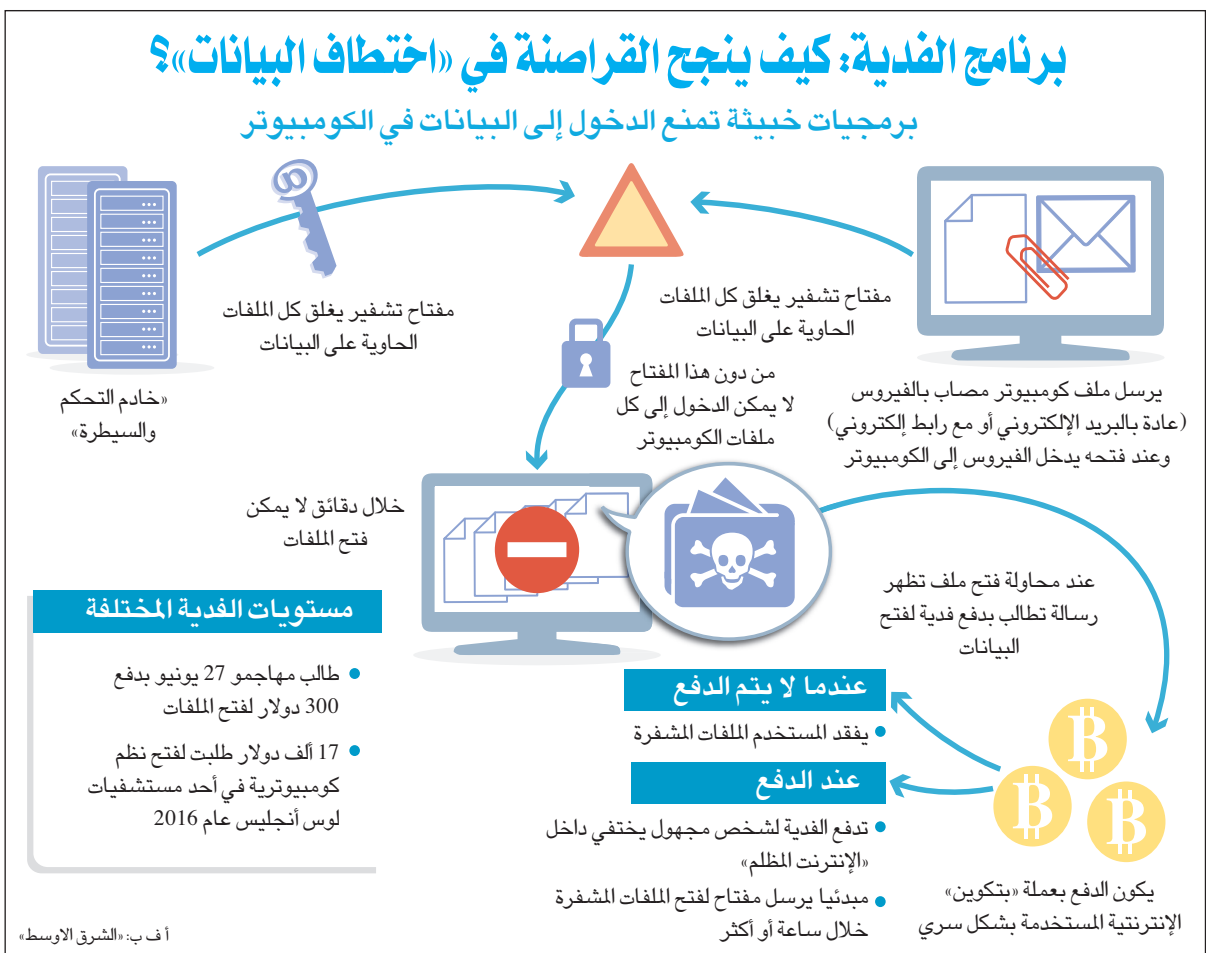 برنامج الفدية: كيف ينجح القراصنة في «اختطاف البيانات»؟
برمجيات خبيثة تمنع الدخول إلى البيانات في الكومبيوتر
يرسل ملف كومبيوتر مصاب بالفيروس
(عادة بالبريد الإلكتروني أو مع رابط إلكتروني)
وعند فتحه يدخل الفيروس إلى الكومبيوتر
مفتاح تشفير يغلق كل الملفات
الحاوية على البيانات
مفتاح تشفير يغلق كل الملفات
الحاوية على البيانات
«خادم التحكم
والسيطرة»
من دون هذا المفتاح
لا يمكن الدخول إلى كل
ملفات الكومبيوتر
خلال دقائق لا يمكن
فتح الملفات
عند محاولة فتح ملف تظهر
رسالة تطالب بدفع فدية لفتح
البيانات
يكون الدفع بعملة «بتكوين»
الإنترنتية المستخدمة بشكل سري
عندما لا يتم الدفع
• يفقد المستخدم الملفات المشفرة
عند الدفع
• تدفع الفدية لشخص مجهول يختفي داخل
«الإنترنت المظلم»
• مبدئيا يرسل مفتاح لفتح الملفات المشفرة
خلال ساعة أو أكثر
مستويات الفدية المختلفة
• طالب مهاجمو 27 يونيو بدفع
300 دولار لفتح الملفات
• 17 ألف دولار طلبت لفتح نظم
كومبيوترية في أحد مستشفيات
لوس أنجليس عام 2016
أ ف ب: «الشرق الاوسط»